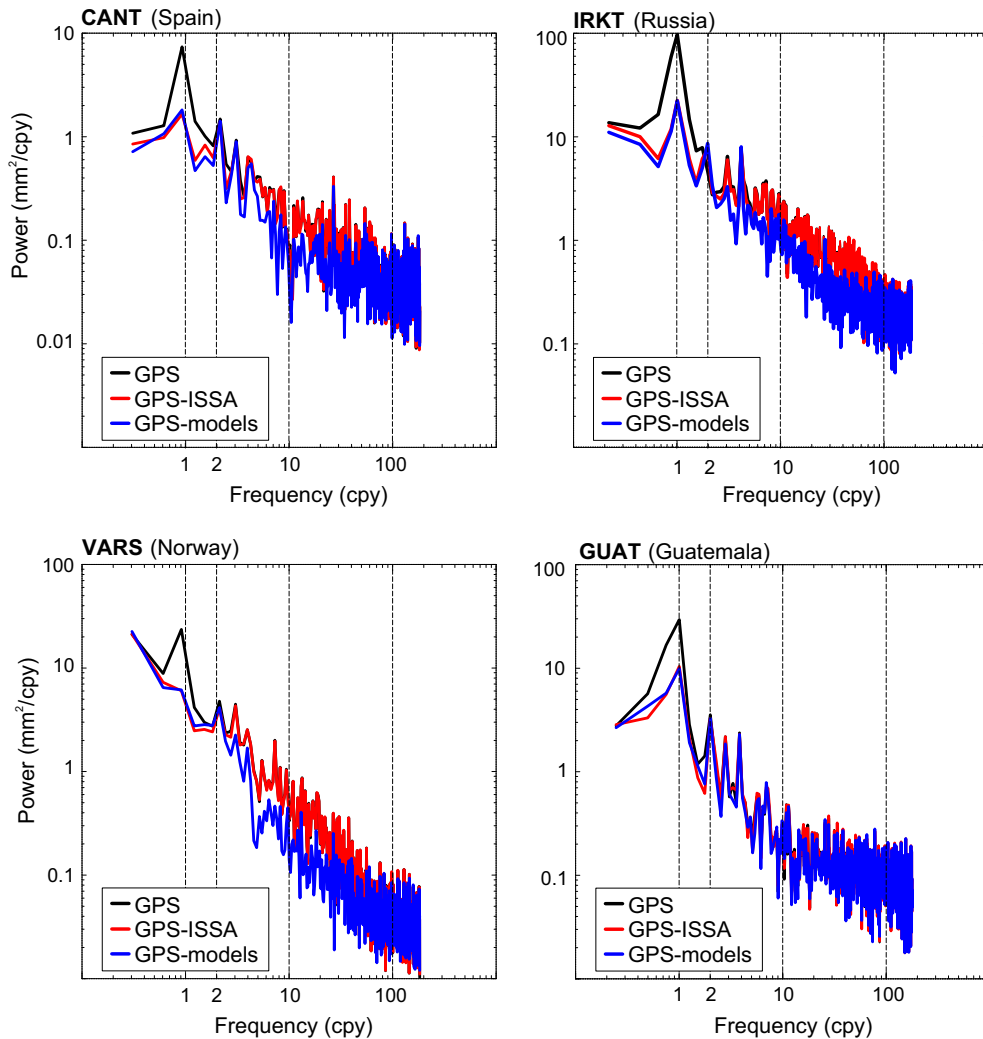 CANT (Spain)
10
1
0.1
0.01
Power (mm²/cpy)
GPS
GPS-ISSA
GPS-models
1 2 10 100
Frequency (cpy)
IRKT (Russia)
100
10
1
0.1
GPS
GPS-ISSA
GPS-models
1 2 10 100
Frequency (cpy)
VARS (Norway)
100
10
1
0.1
Power (mm²/cpy)
GPS
GPS-ISSA
GPS-models
1 2 10 100
Frequency (cpy)
GUAT (Guatemala)
100
10
1
0.1
GPS
GPS-ISSA
GPS-models
1 2 10 100
Frequency (cpy)